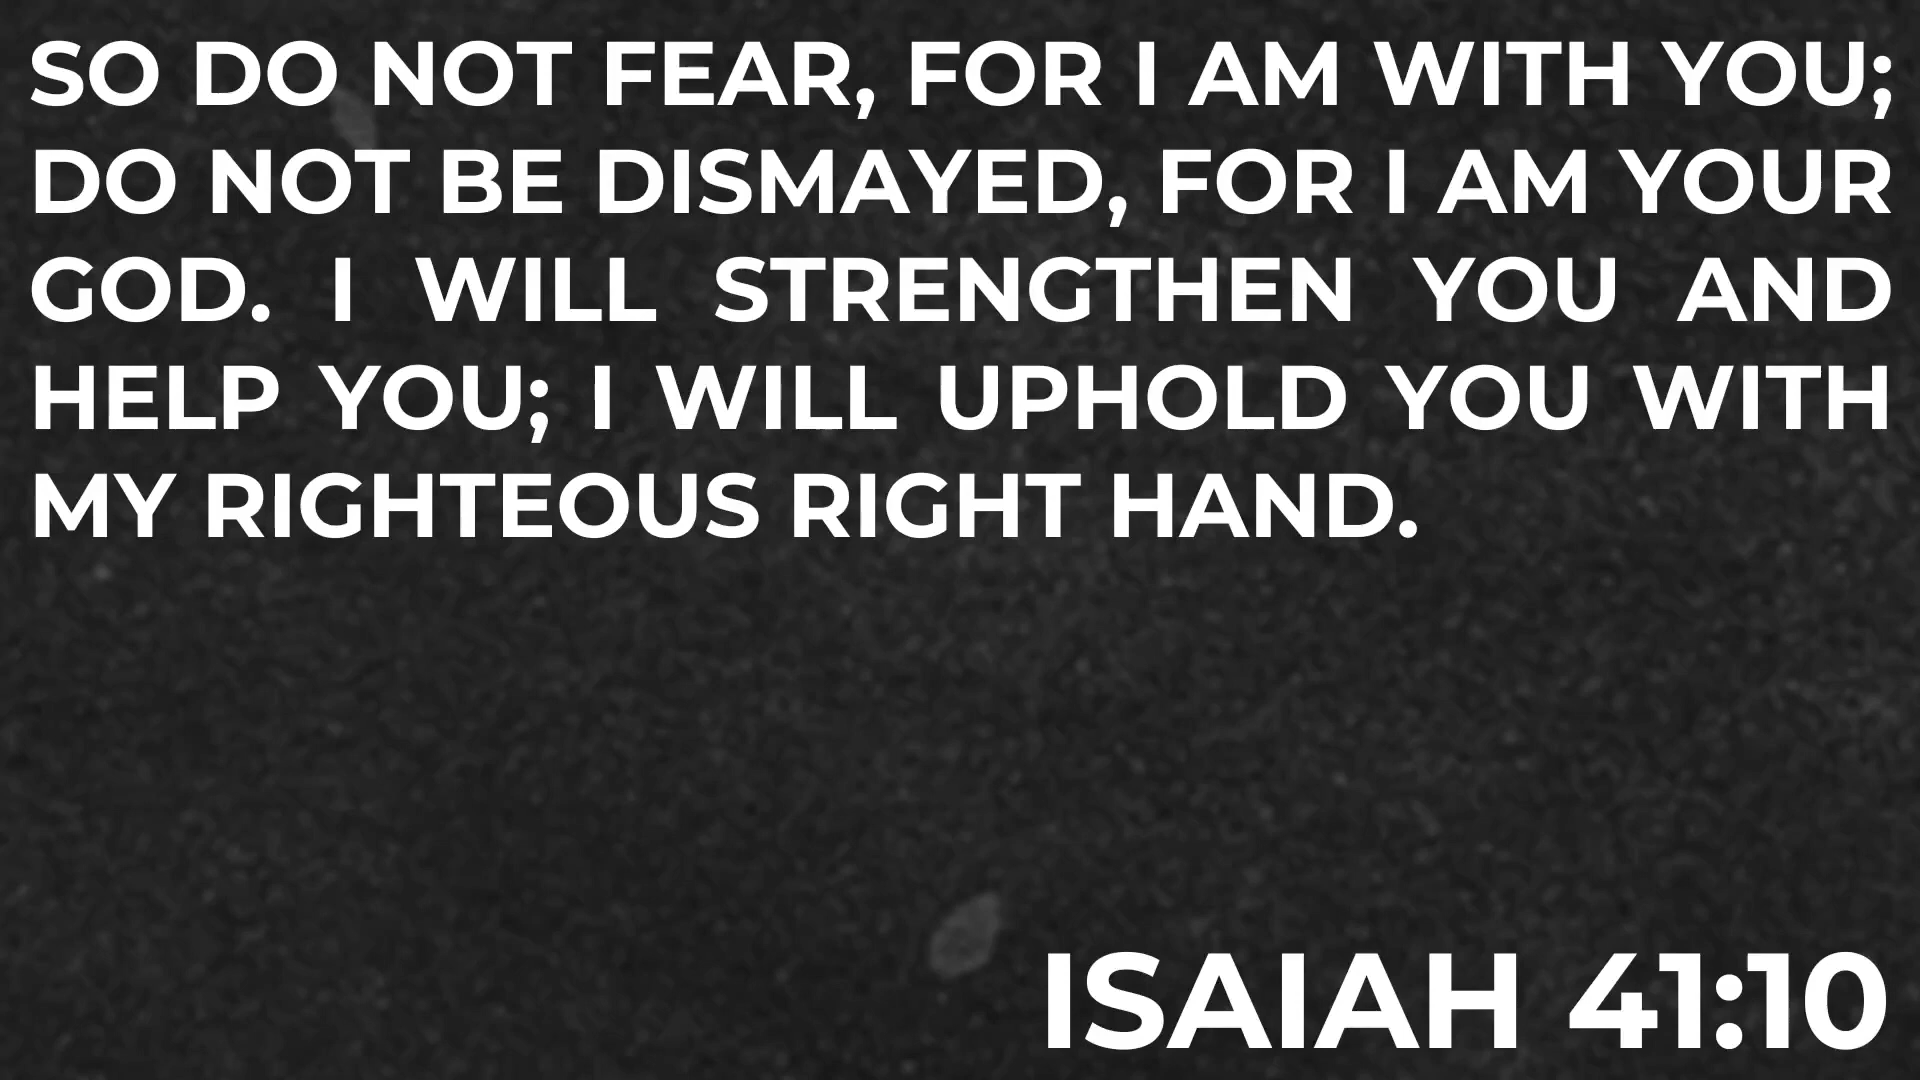 SO DO NOT FEAR, FOR I AM WITH YOU;
DO NOT BE DISMAYED, FOR I AM YOUR
GOD. I WILL STRENGTHEN YOU AND
HELP YOU; I WILL UPHOLD YOU WITH
MY RIGHTEOUS RIGHT HAND.
ISAIAH 41:10